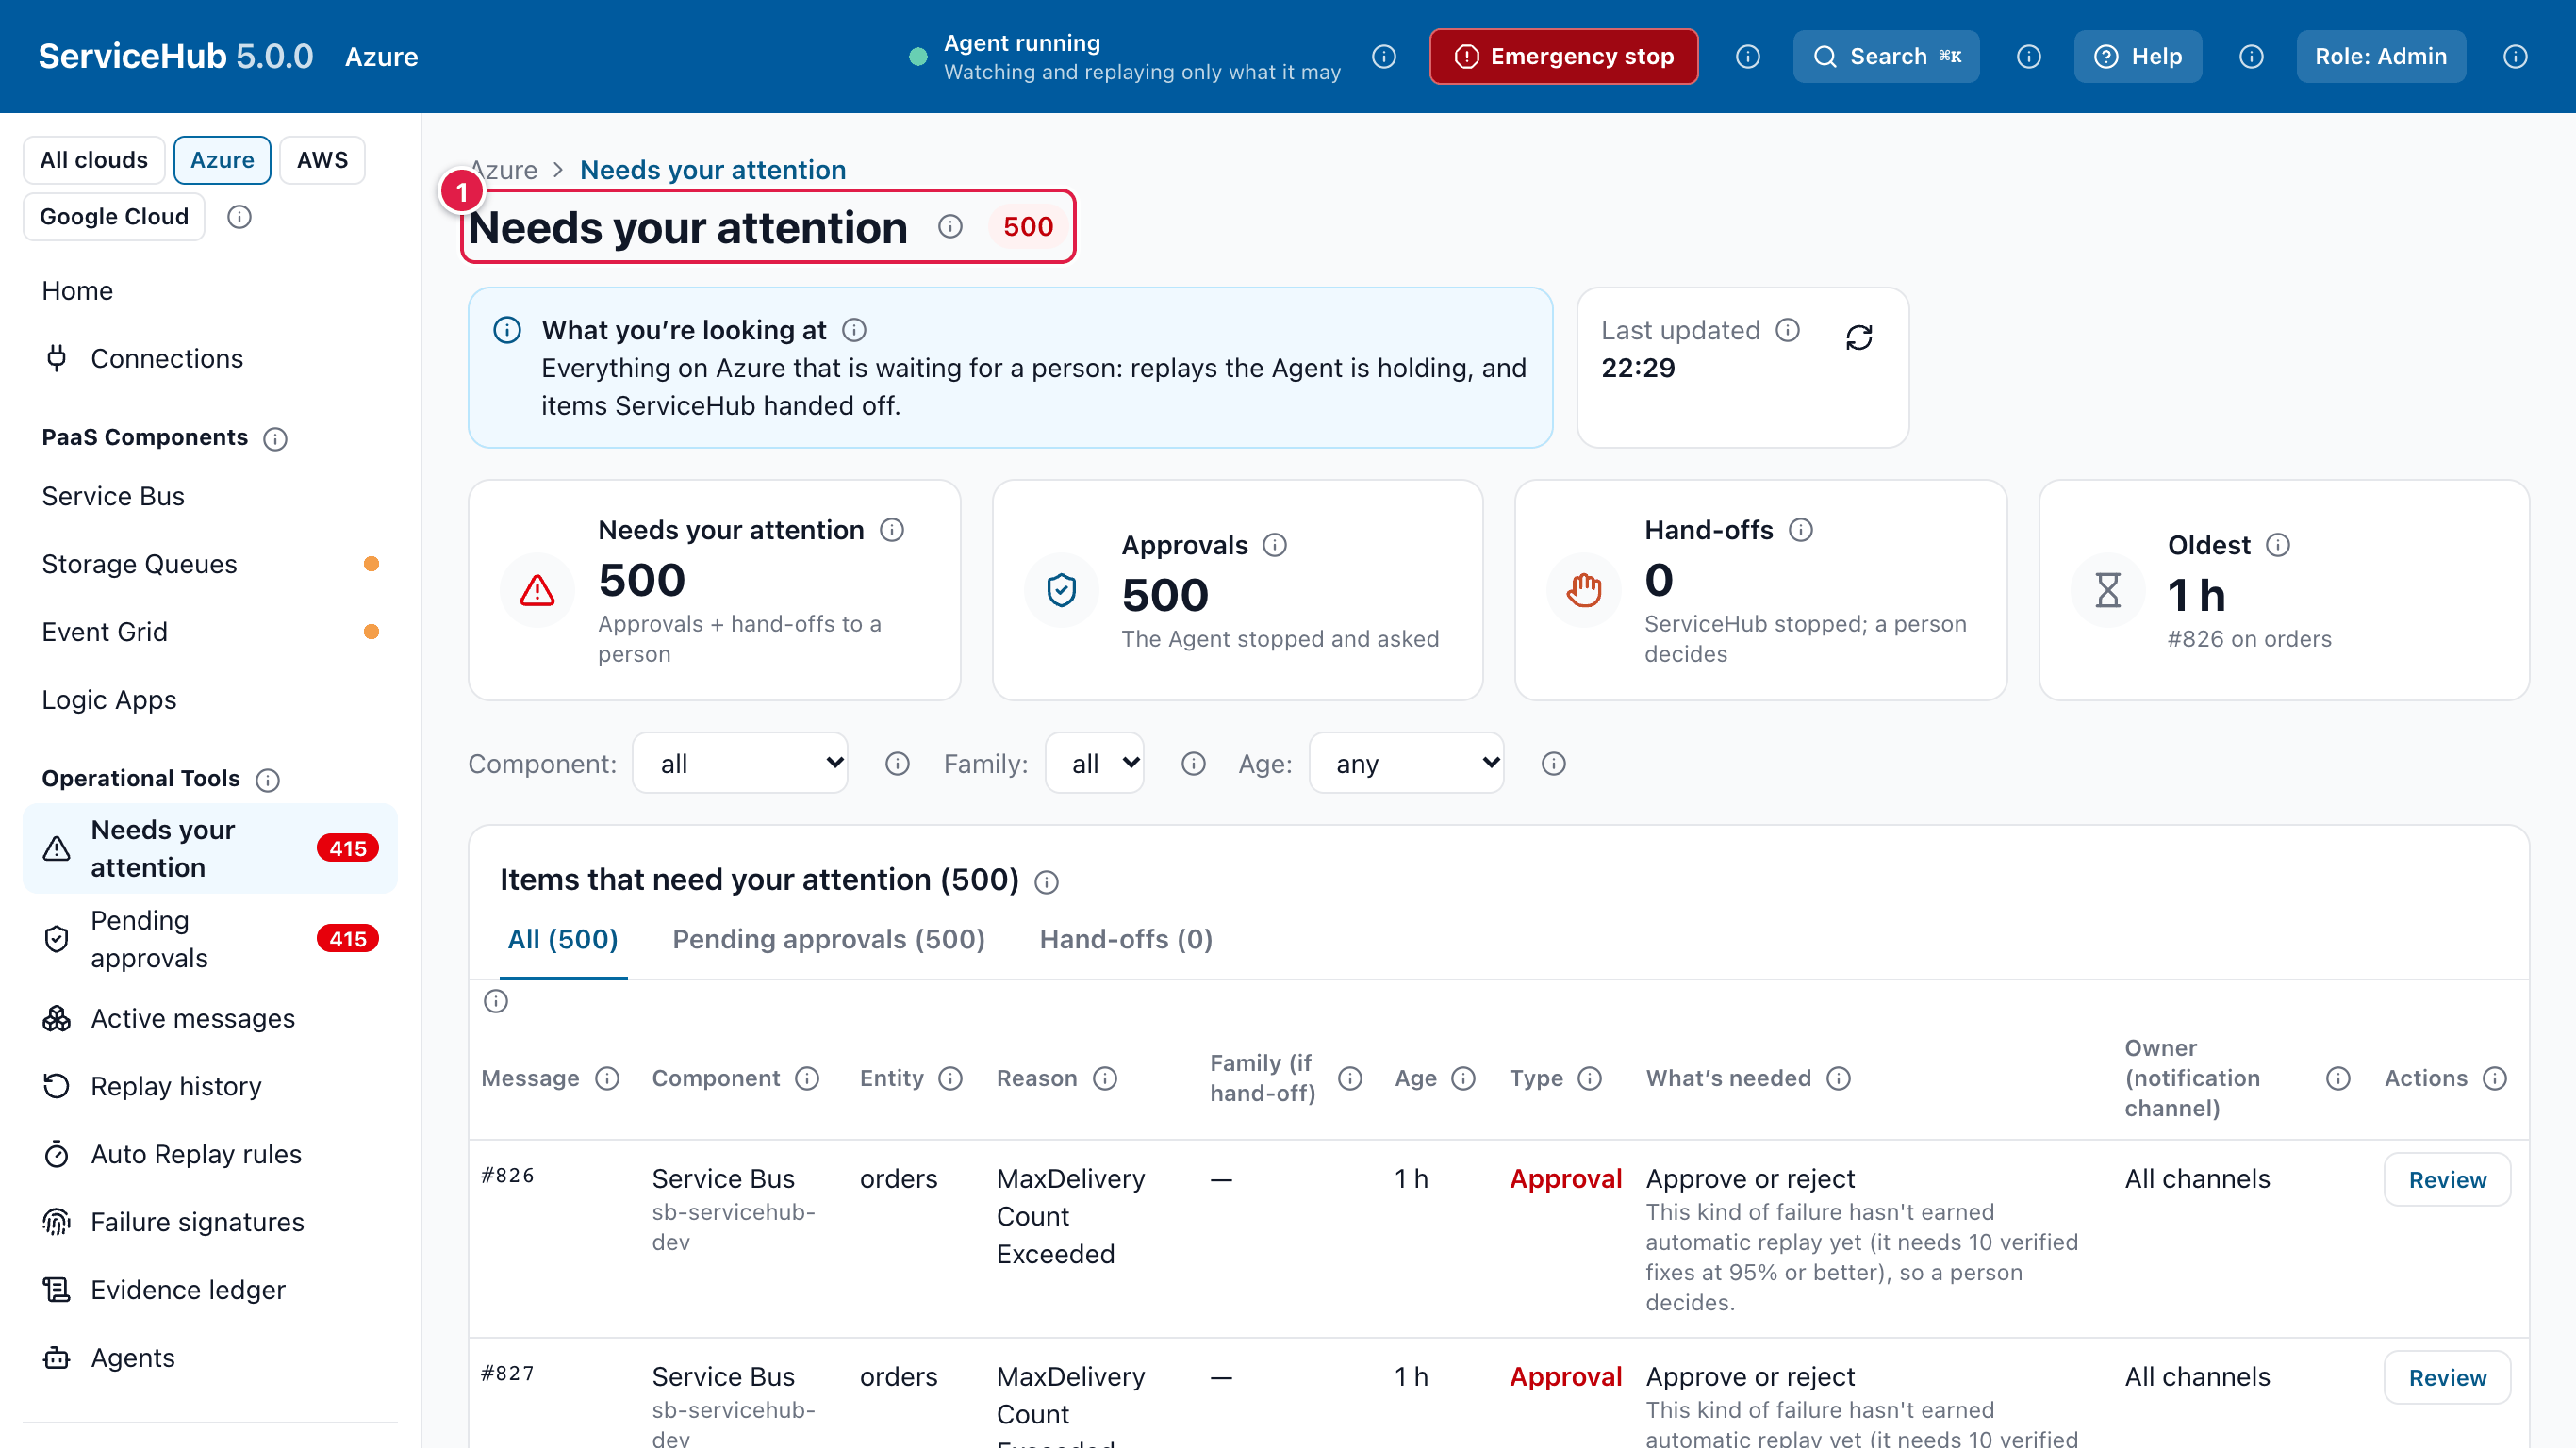 ServiceHub 5.0.0 Azure
Agent running
Watching and replaying only what it may
Emergency stop
Search ⌘K
Help
Role: Admin
All clouds
Azure
AWS
Google Cloud
Home
Connections
PaaS Components
Service Bus
Storage Queues
Event Grid
Logic Apps
Operational Tools
Needs your
attention
415
Pending
approvals
415
Active messages
Replay history
Auto Replay rules
Failure signatures
Evidence ledger
Agents
Azure > Needs your attention
1
Needs your attention 500
What you're looking at
Everything on Azure that is waiting for a person: replays the Agent is holding, and
items ServiceHub handed off.
Last updated
22:29
Needs your attention
500
Approvals + hand-offs to a
person
Approvals
500
The Agent stopped and asked
Hand-offs
0
ServiceHub stopped; a person
decides
Oldest
1 h
#826 on orders
Component: all Family: all Age: any
Items that need your attention (500)
All (500) Pending approvals (500) Hand-offs (0)
Message
Component
Entity
Reason
Family (if
hand-off)
Age
Type
What's needed
Owner
(notification
channel)
Actions
#826
Service Bus
sb-servicehub-
dev
orders
MaxDelivery
Count
Exceeded
—
1 h
Approval
Approve or reject
This kind of failure hasn't earned
automatic replay yet (it needs 10 verified
fixes at 95% or better), so a person
decides.
All channels
Review
#827
Service Bus
sb-servicehub-
dev
orders
MaxDelivery
Count
Exceeded
—
1 h
Approval
Approve or reject
This kind of failure hasn't earned
automatic replay yet (it needs 10 verified
All channels
Review